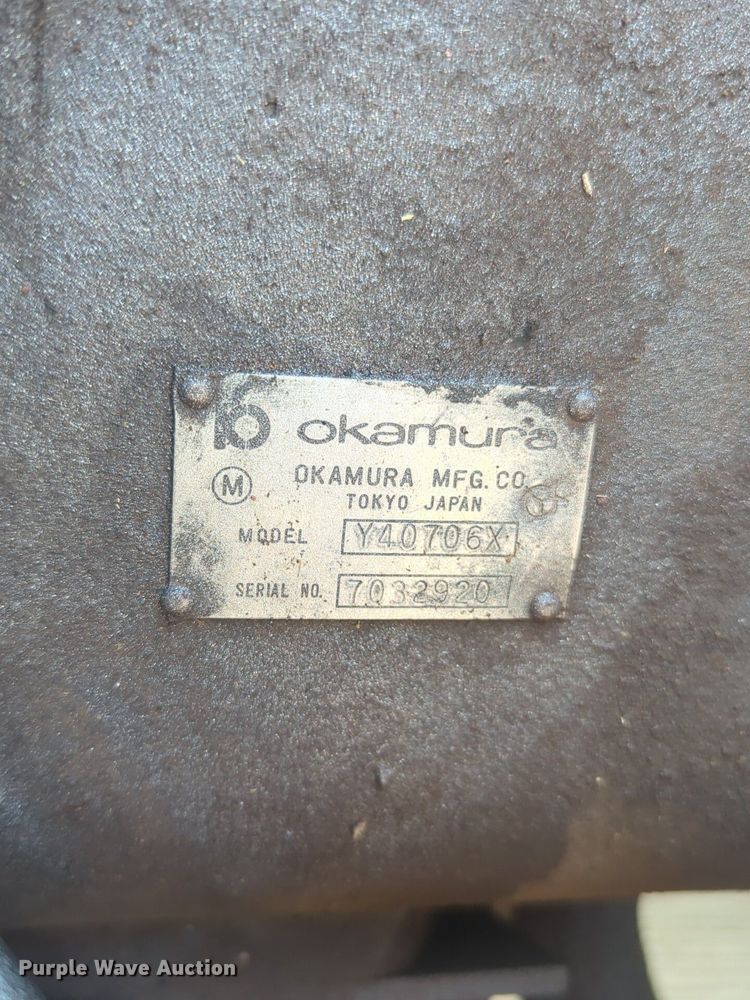 okamura
M
OKAMURA MFG. CO.
TOKYO JAPAN
MODEL Y40706X
SERIAL NO. 7032920
Purple Wave Auction